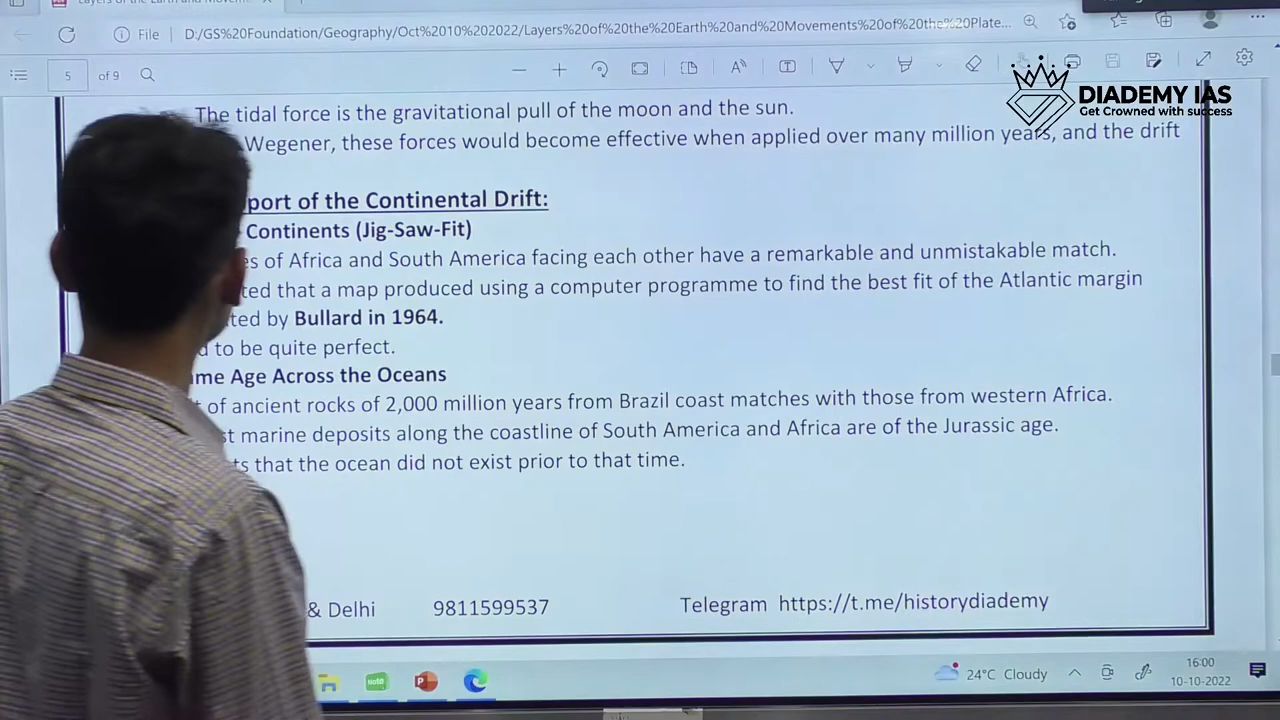 File
D:/GS%20Foundation/Geography/Oct%2010%202022/Layers%20of%20the%20Earth%20and%20Movements%20of%20the%20Plate...
5 of 9
DIADEMY IAS
Get Crowned with success
The tidal force is the gravitational pull of the moon and the sun.
Wegener, these forces would become effective when applied over many million years, and the drift
port of the Continental Drift:
Continents (Jig-Saw-Fit)
es of Africa and South America facing each other have a remarkable and unmistakable match.
ted that a map produced using a computer programme to find the best fit of the Atlantic margin
ted by Bullard in 1964.
d to be quite perfect.
me Age Across the Oceans
of ancient rocks of 2,000 million years from Brazil coast matches with those from western Africa.
st marine deposits along the coastline of South America and Africa are of the Jurassic age.
ts that the ocean did not exist prior to that time.
& Delhi 9811599537 Telegram https://t.me/historydiademy
24°C Cloudy
16:00
10-10-2022